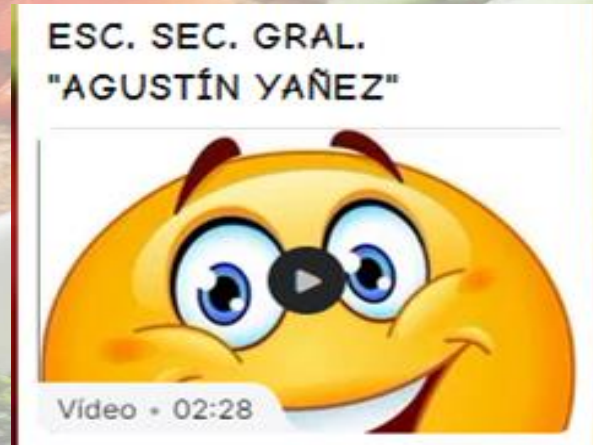 ESC. SEC. GRAL.
"AGUSTÍN YAÑEZ"
Vídeo • 02:28